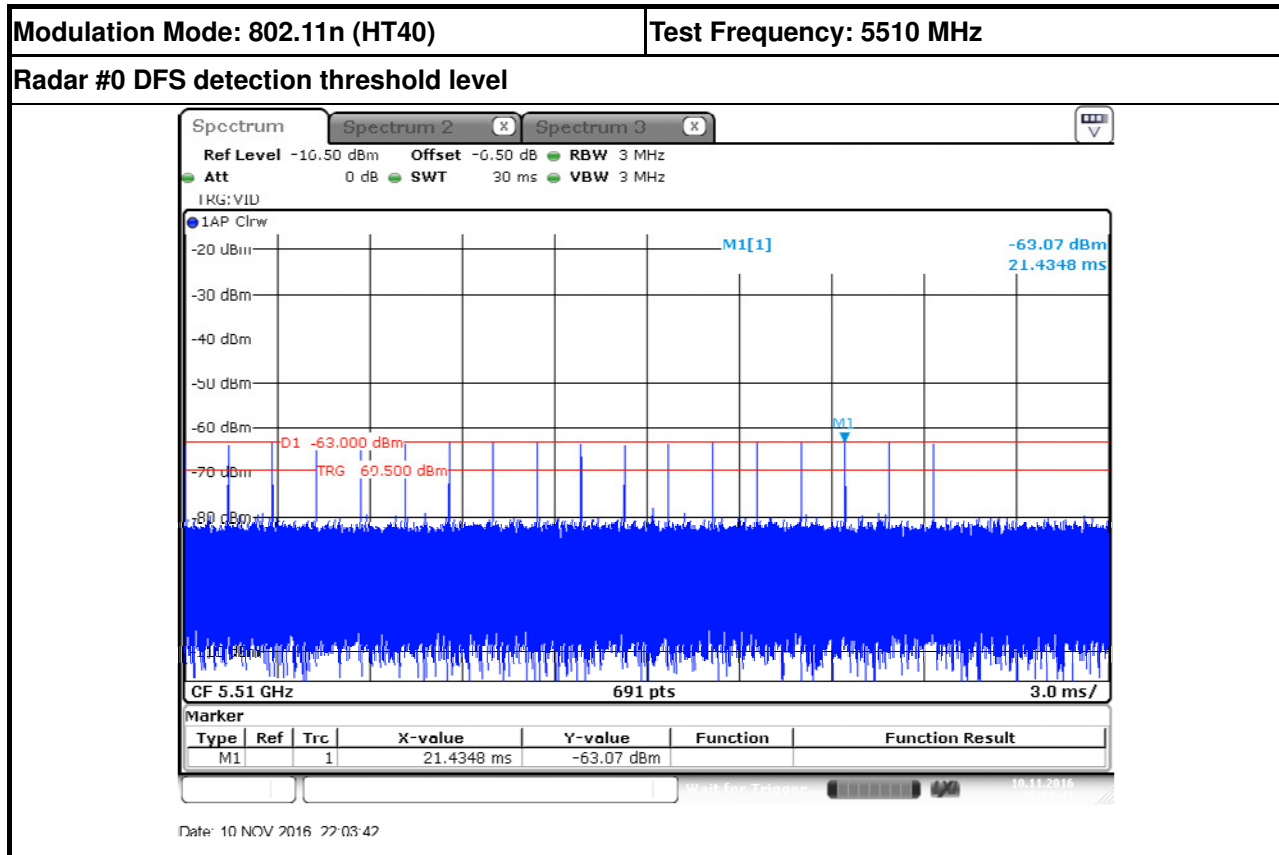 Modulation Mode: 802.11n (HT40) Test Frequency: 5510 MHz
Radar #0 DFS detection threshold level
Spectrum Spectrum 2 X Spectrum 3 X
Ref Level -16.50 dBm Offset -6.50 dB RBW 3 MHz
Att 0 dB SWT 30 ms VBW 3 MHz
TRG:VID
1AP Clrw
M1[1] -63.07 dBm
21.4348 ms
-20 dBm
-30 dBm
-40 dBm
-50 dBm
-60 dBm
M1
D1 -63.000 dBm
-70 dBm
TRG 69.500 dBm
-80 dBm
CF 5.51 GHz 691 pts 3.0 ms/
Marker
Type Ref Trc X-value Y-value Function Function Result
M1 1 21.4348 ms -63.07 dBm
Wait for Trigger 10.11.2016
Date: 10 NOV 2016 22:03:42